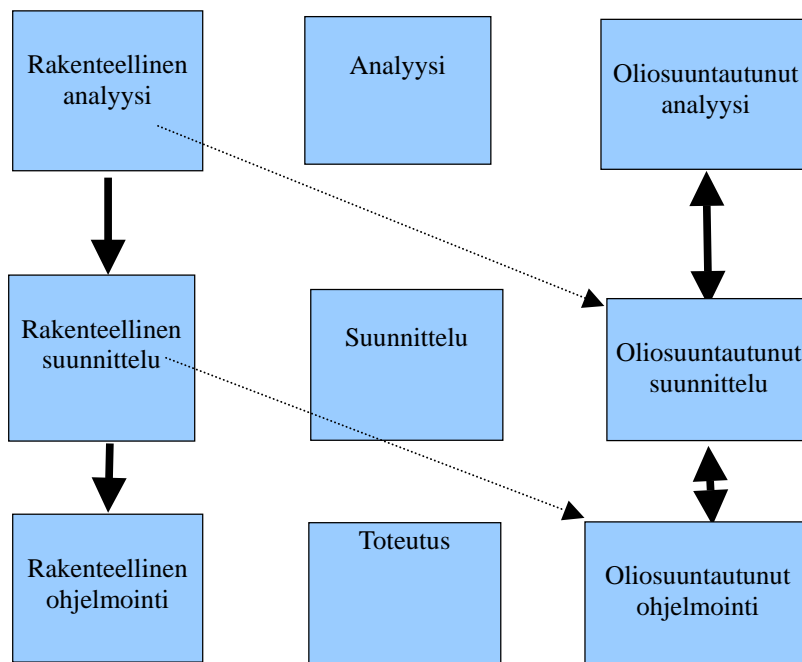 Rakenteellinen
analyysi
Analyysi
Oliosuuntautunut
analyysi
Rakenteellinen
suunnittelu
Suunnittelu
Oliosuuntautunut
suunnittelu
Rakenteellinen
ohjelmointi
Toteutus
Oliosuuntautunut
ohjelmointi